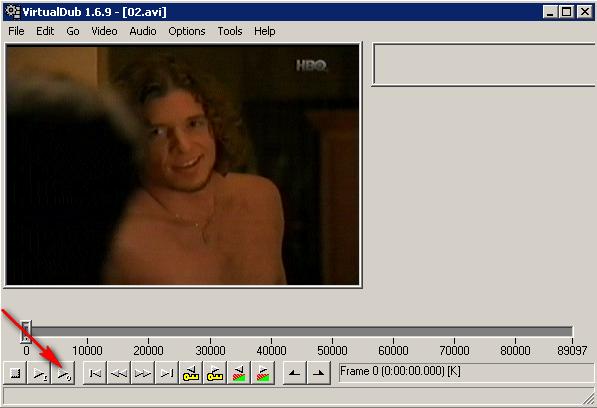 VirtualDub 1.6.9 - [02.avi]
File Edit Go Video Audio Options Tools Help
HBO
0 10000 20000 30000 40000 50000 60000 70000 80000 89097
Frame 0 (0:00:00.000) [K]